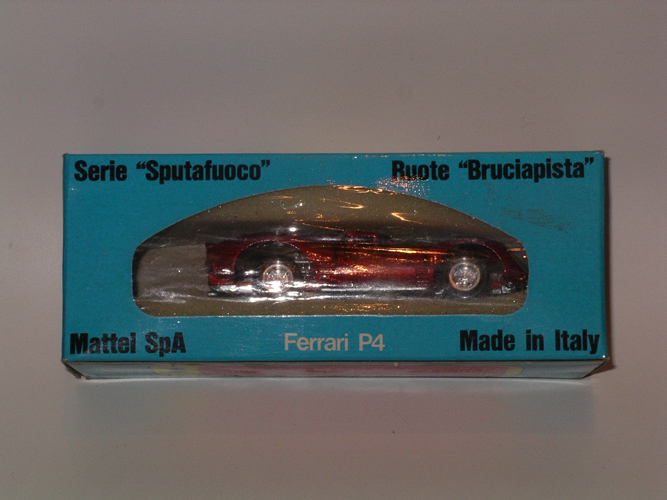 Serie "Sputafuoco"
Ruote "Bruciapista"
Mattel SpA
Ferrari P4
Made in Italy